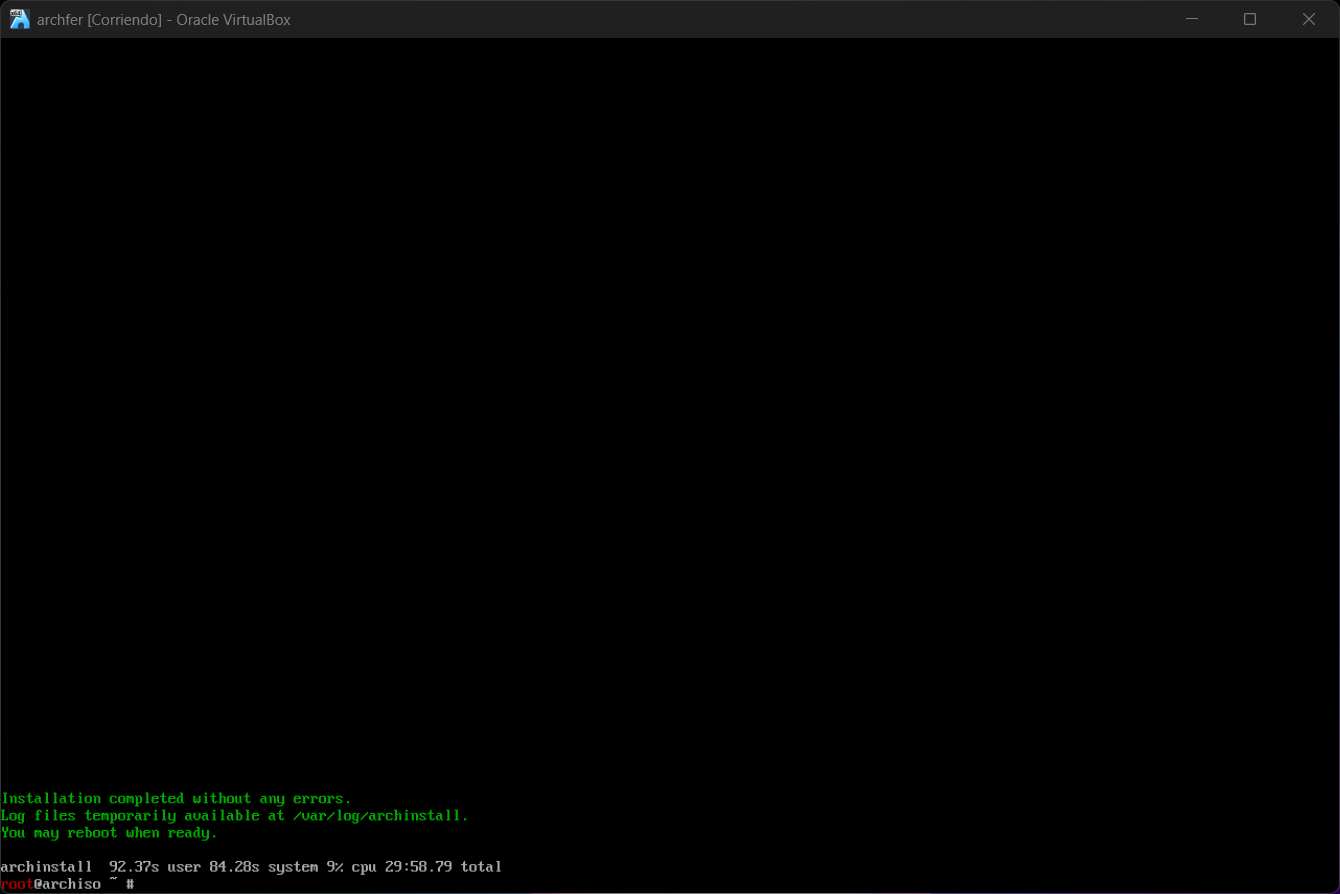 archfer [Corriendo] - Oracle VirtualBox
Installation completed without any errors.
Log files temporarily available at /var/log/archinstall.
You may reboot when ready.
archinstall  92.37s user 84.28s system 9% cpu 29:58.79 total
root@archiso ~ #